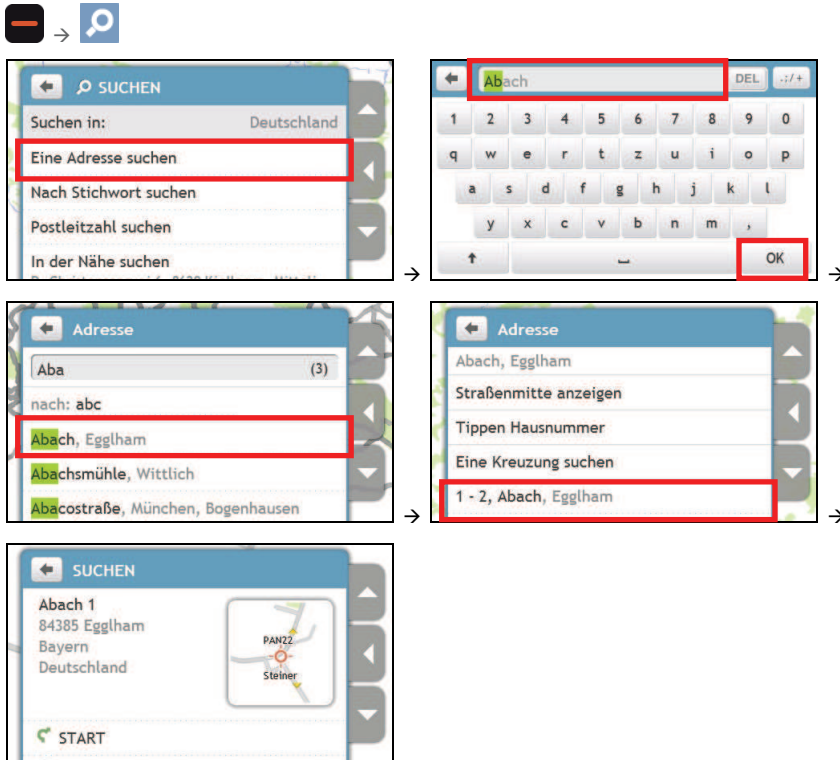 →
SUCHEN
Suchen in: Deutschland
Eine Adresse suchen
Nach Stichwort suchen
Postleitzahl suchen
In der Nähe suchen
→
Abach DEL .:/+
1 2 3 4 5 6 7 8 9 0
q w e r t z u i o p
a s d f g h j k l
y x c v b n m ,
OK
→
Adresse
Aba (3)
nach: abc
Abach, Egglham
Abachsmühle, Wittlich
Abacostraße, München, Bogenhausen
→
Adresse
Abach, Egglham
Straßenmitte anzeigen
Tippen Hausnummer
Eine Kreuzung suchen
1 - 2, Abach, Egglham
→
SUCHEN
Abach 1
84385 Egglham
Bayern
Deutschland
PAN22
Steiner
START